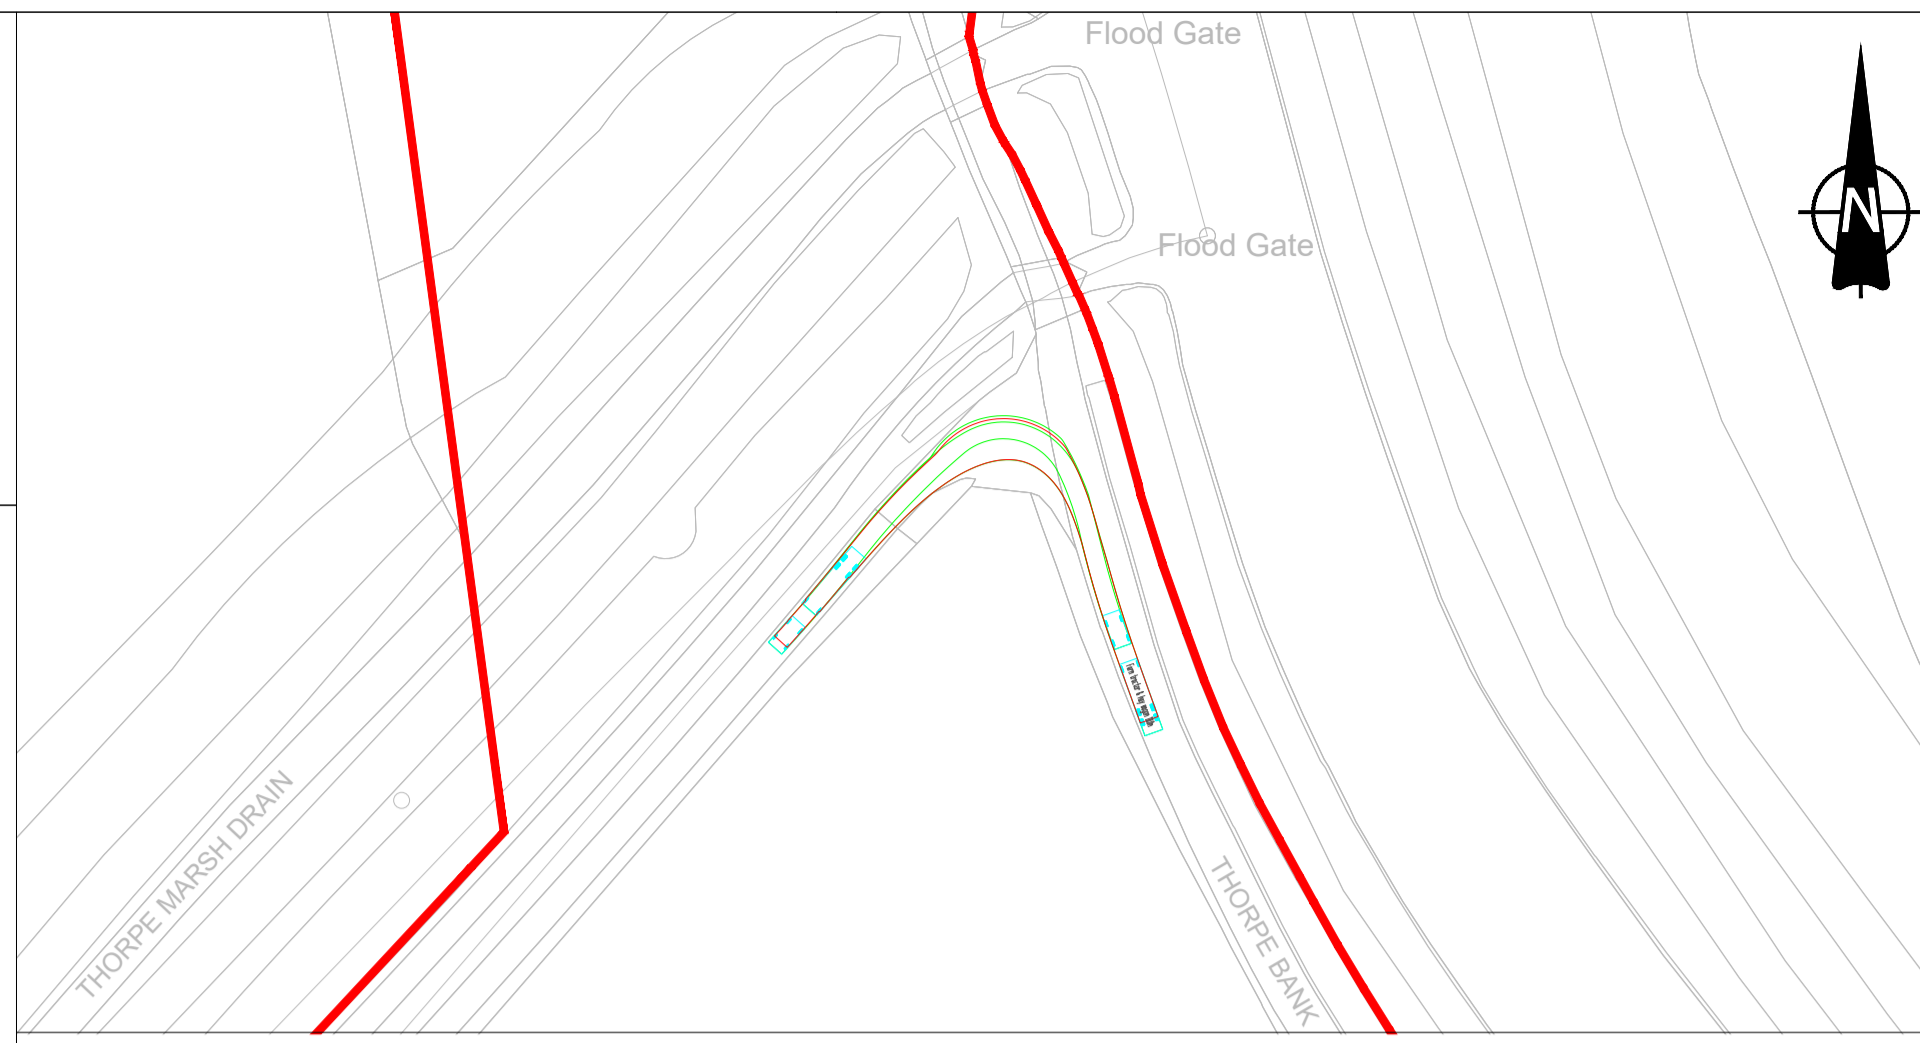 Flood Gate
N
Flood Gate
THORPE MARSH DRAIN
THORPE BANK